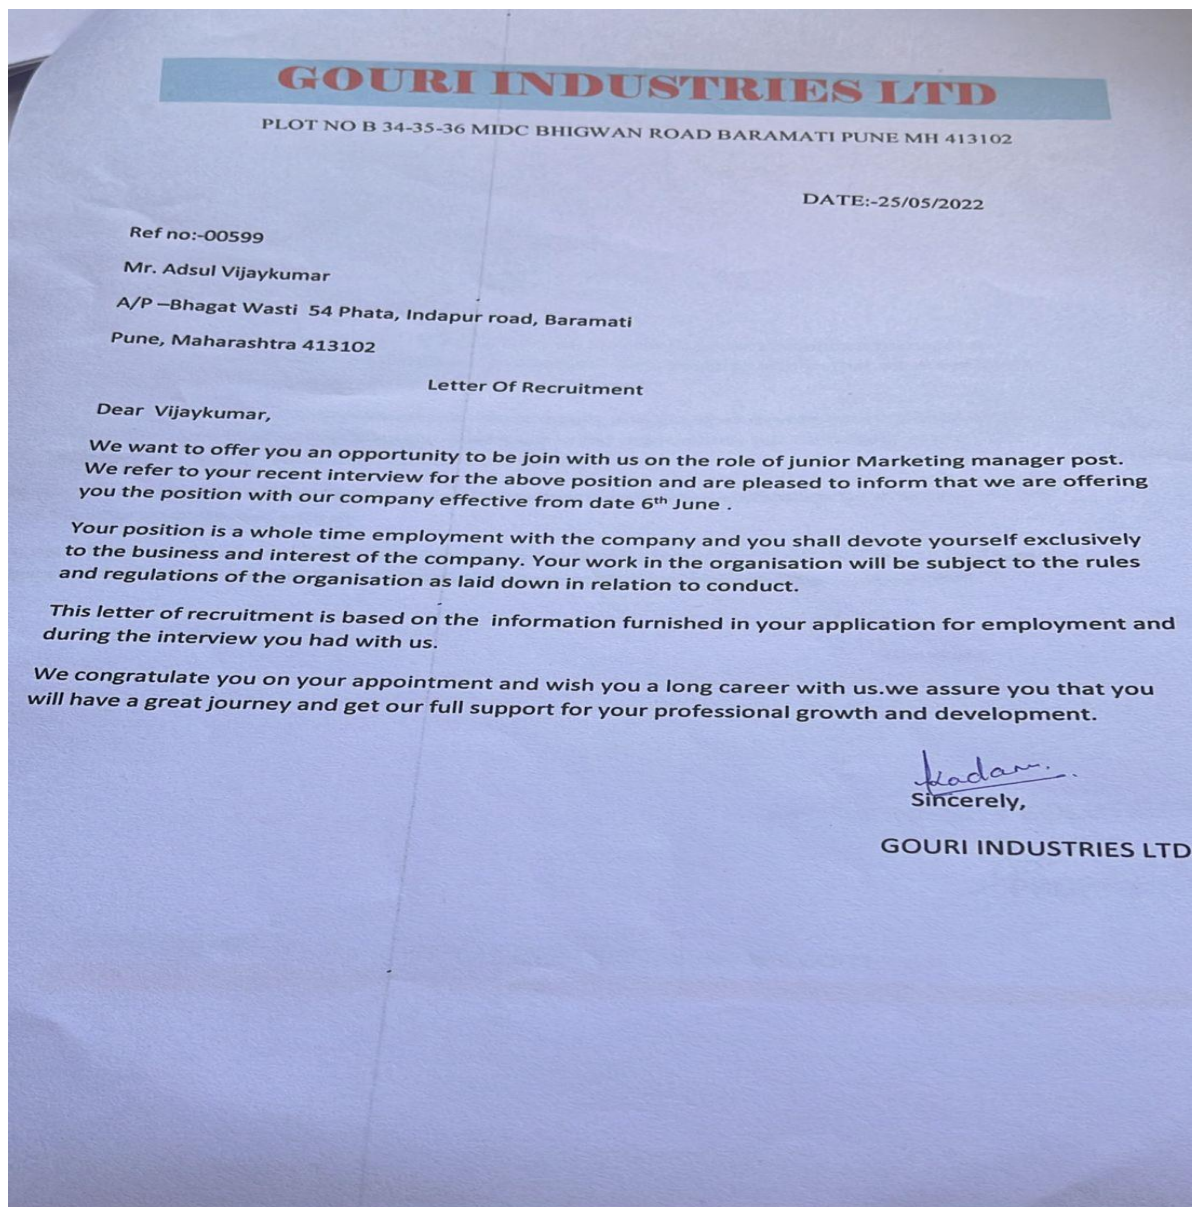 GOURI INDUSTRIES LTD
PLOT NO B 34-35-36 MIDC BHIGWAN ROAD BARAMATI PUNE MH 413102
DATE:-25/05/2022
Ref no:-00599
Mr. Adsul Vijaykumar
A/P –Bhagat Wasti 54 Phata, Indapur road, Baramati
Pune, Maharashtra 413102
Letter Of Recruitment
Dear Vijaykumar,
We want to offer you an opportunity to be join with us on the role of junior Marketing manager post.
We refer to your recent interview for the above position and are pleased to inform that we are offering
you the position with our company effective from date 6th June .
Your position is a whole time employment with the company and you shall devote yourself exclusively
to the business and interest of the company. Your work in the organisation will be subject to the rules
and regulations of the organisation as laid down in relation to conduct.
This letter of recruitment is based on the information furnished in your application for employment and
during the interview you had with us.
We congratulate you on your appointment and wish you a long career with us.we assure you that you
will have a great journey and get our full support for your professional growth and development.
Kadam.
Sincerely,
GOURI INDUSTRIES LTD